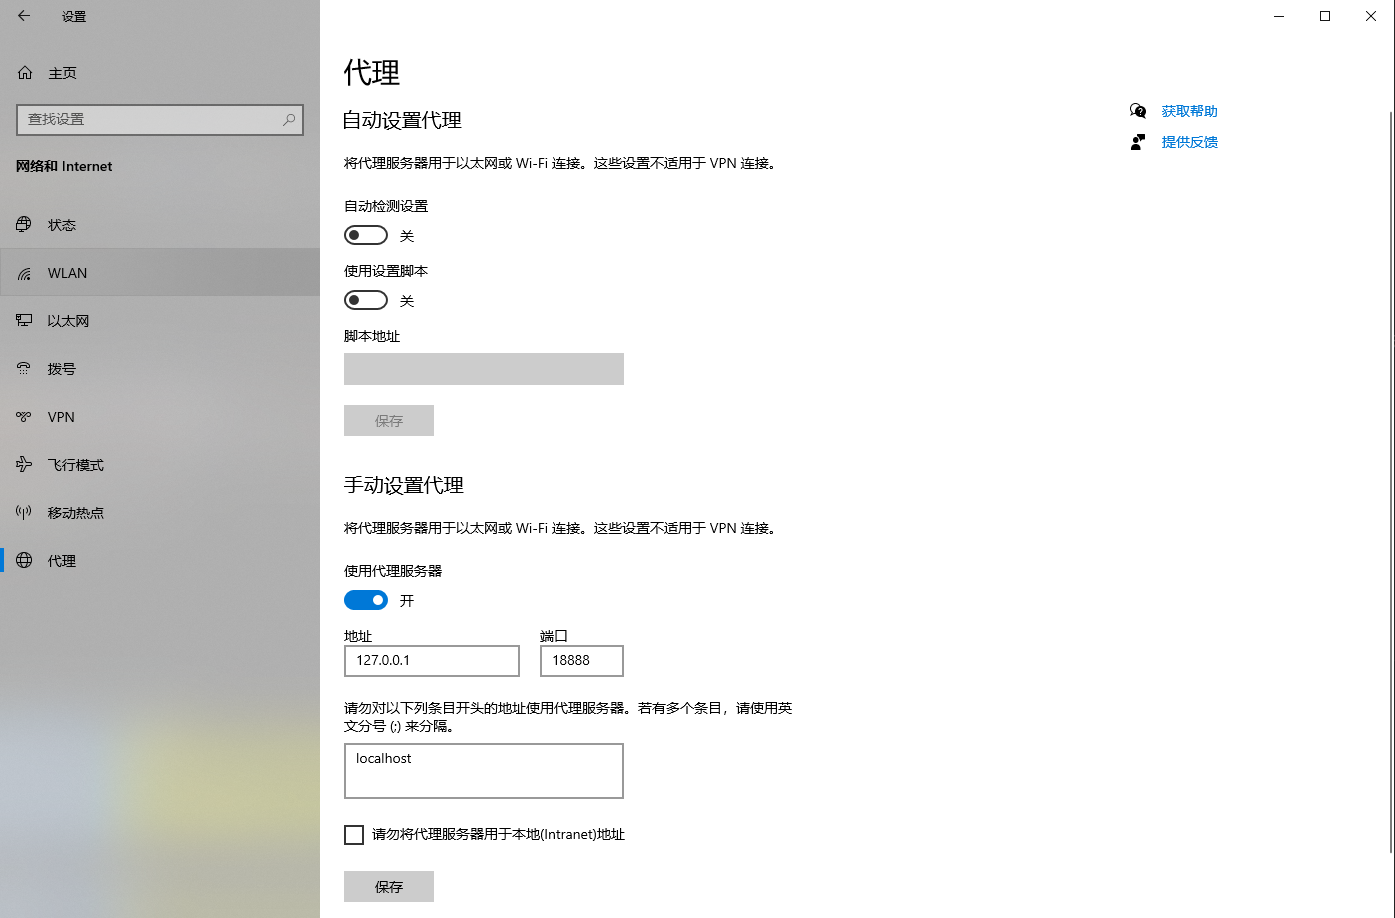 设置
主页
查找设置
网络和 Internet
状态
WLAN
以太网
拨号
VPN
飞行模式
移动热点
代理
代理
自动设置代理
将代理服务器用于以太网或 Wi-Fi 连接。这些设置不适用于 VPN 连接。
自动检测设置
关
使用设置脚本
关
脚本地址
保存
手动设置代理
将代理服务器用于以太网或 Wi-Fi 连接。这些设置不适用于 VPN 连接。
使用代理服务器
开
地址 端口
127.0.0.1 18888
请勿对以下列条目开头的地址使用代理服务器。若有多个条目，请使用英
文分号 (;) 来分隔。
localhost
请勿将代理服务器用于本地(Intranet)地址
保存
获取帮助
提供反馈